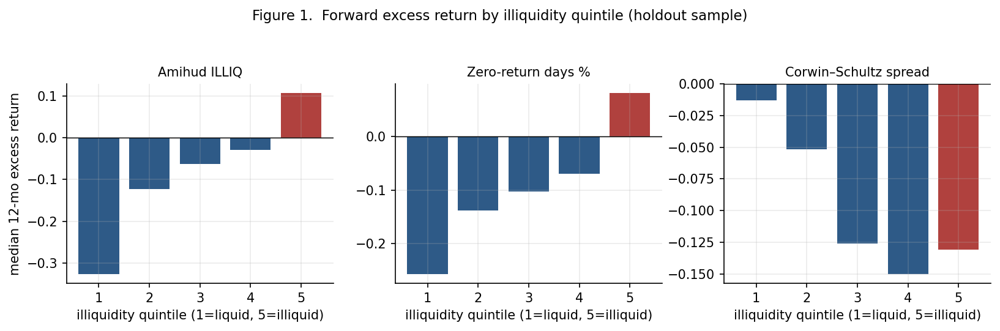 Figure 1.  Forward excess return by illiquidity quintile (holdout sample)
Amihud ILLIQ
median 12-mo excess return
0.1
0.0
−0.1
−0.2
−0.3
1 2 3 4 5
illiquidity quintile (1=liquid, 5=illiquid)
Zero-return days %
0.0
−0.1
−0.2
1 2 3 4 5
illiquidity quintile (1=liquid, 5=illiquid)
Corwin–Schultz spread
0.000
−0.025
−0.050
−0.075
−0.100
−0.125
−0.150
1 2 3 4 5
illiquidity quintile (1=liquid, 5=illiquid)